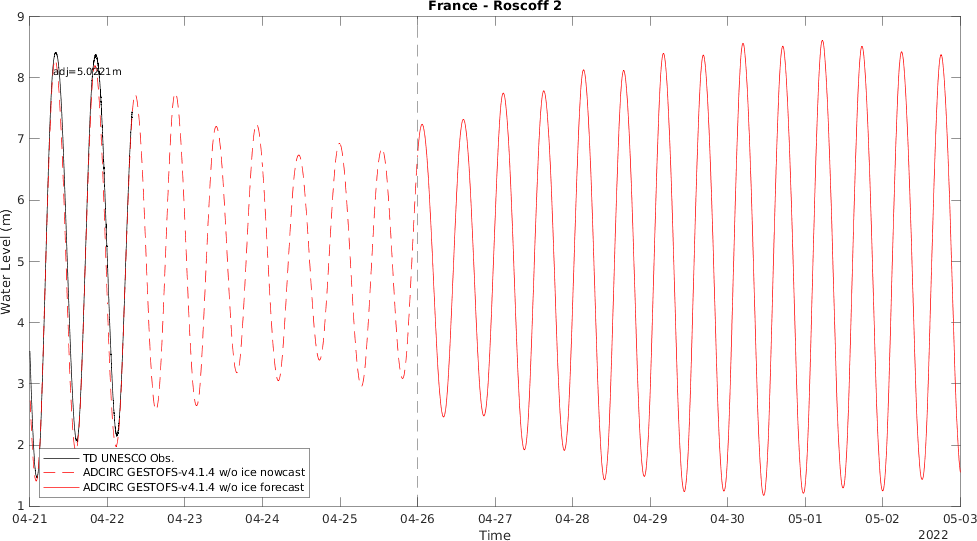 France - Roscoff 2
9
8
7
6
5
4
3
2
1
Water Level (m)
adj=5.0221m
TD UNESCO Obs.
ADCIRC GESTOFS-v4.1.4 w/o ice nowcast
ADCIRC GESTOFS-v4.1.4 w/o ice forecast
04-21 04-22 04-23 04-24 04-25 04-26 04-27 04-28 04-29 04-30 05-01 05-02 05-03
Time
2022